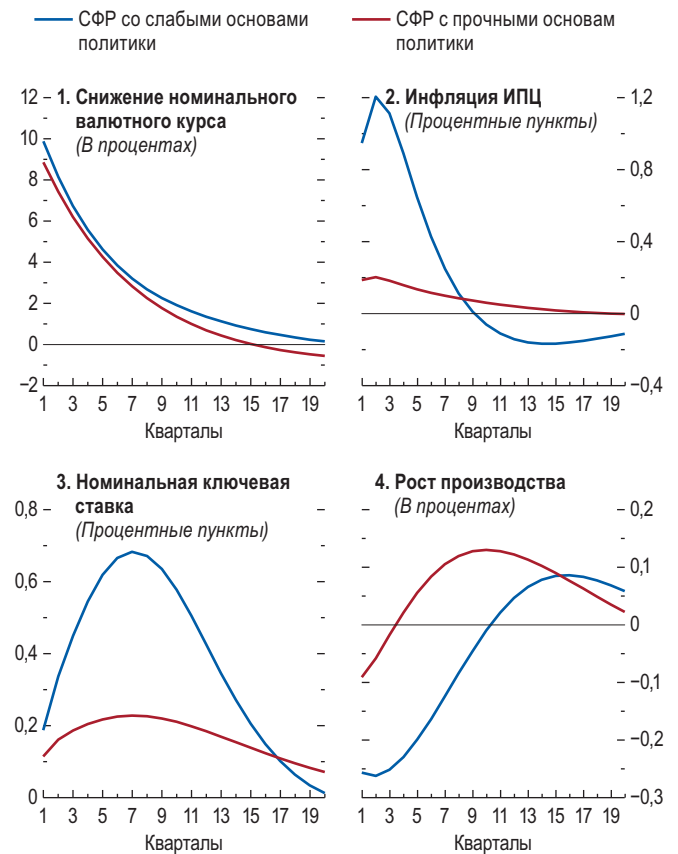 СФР со слабыми основами
политики
СФР с прочными основам
политики
1. Снижение номинального
валютного курса
(В процентах)
12
10
8
6
4
2
0
–2
1 3 5 7 9 11 13 15 17 19
Кварталы
2. Инфляция ИПЦ
(Процентные пункты)
1,2
0,8
0,4
0
–0,4
1 3 5 7 9 11 13 15 17 19
Кварталы
3. Номинальная ключевая
ставка
(Процентные пункты)
0,8
0,6
0,4
0,2
0
1 3 5 7 9 11 13 15 17 19
Кварталы
4. Рост производства
(В процентах)
0,2
0,1
0
–0,1
–0,2
–0,3
1 3 5 7 9 11 13 15 17 19
Кварталы